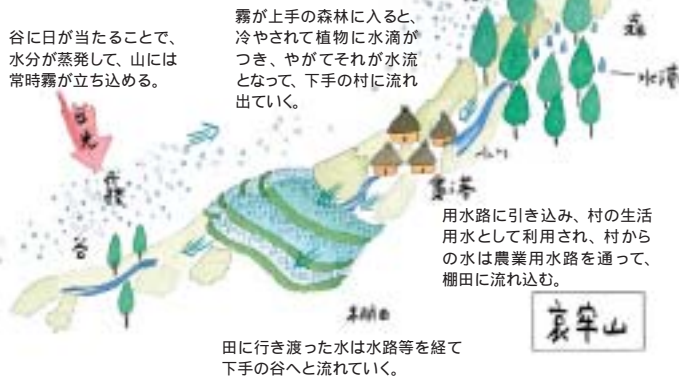 谷に日が当たることで、
水分が蒸発して、山には
常時霧が立ち込める。
霧が上手の森林に入ると、
冷やされて植物に水滴が
つき、やがてそれが水流
となって、下手の村に流れ
出ていく。
森
水滴
日光
谷
用水路に引き込み、村の生活
用水として利用され、村から
の水は農業用水路を通って、
棚田に流れ込む。
棚田
哀牢山
田に行き渡った水は水路等を経て
下手の谷へと流れていく。